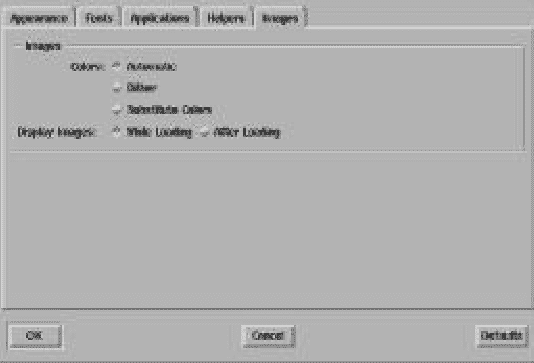 Appearance Fonts Applications Helpers Images
Images
Colors: Automatic
Dither
Substitute Colors
Display Images: While Loading After Loading
OK Cancel Defaults